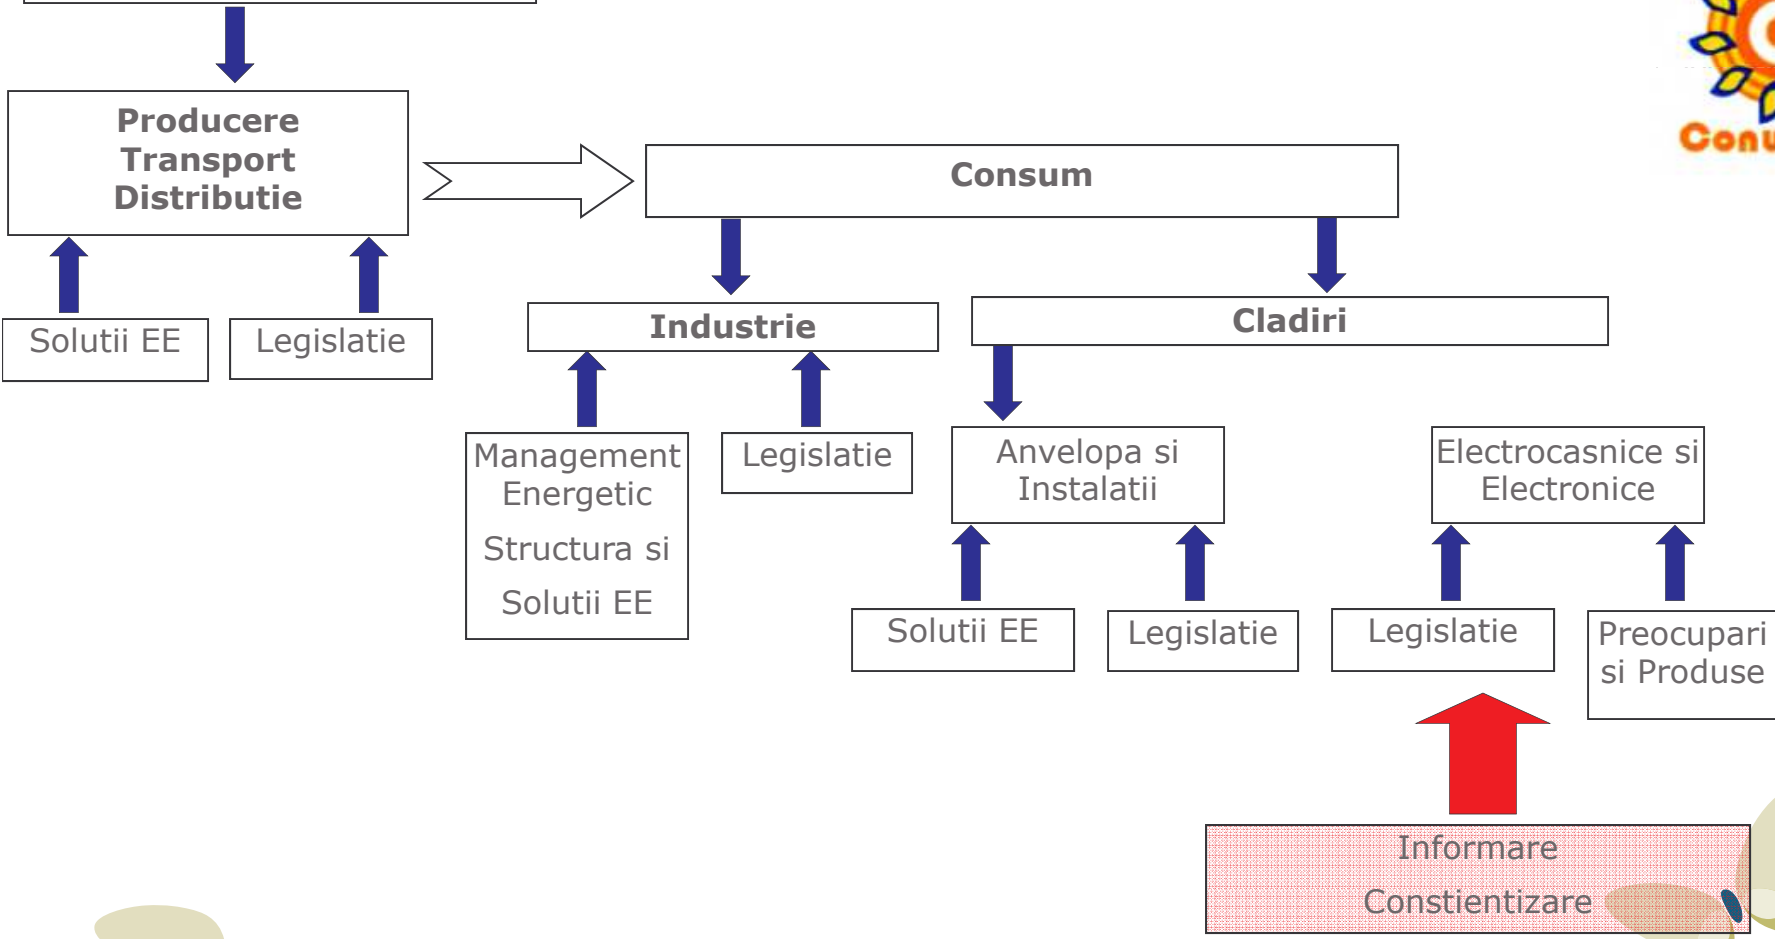 Producere
Transport
Distributie
Consum
Industrie
Cladiri
Solutii EE
Legislatie
Management
Energetic
Structura si
Solutii EE
Legislatie
Anvelopa si
Instalatii
Electrocasnice si
Electronice
Solutii EE
Legislatie
Legislatie
Preocupari
si Produse
Informare
Constientizare